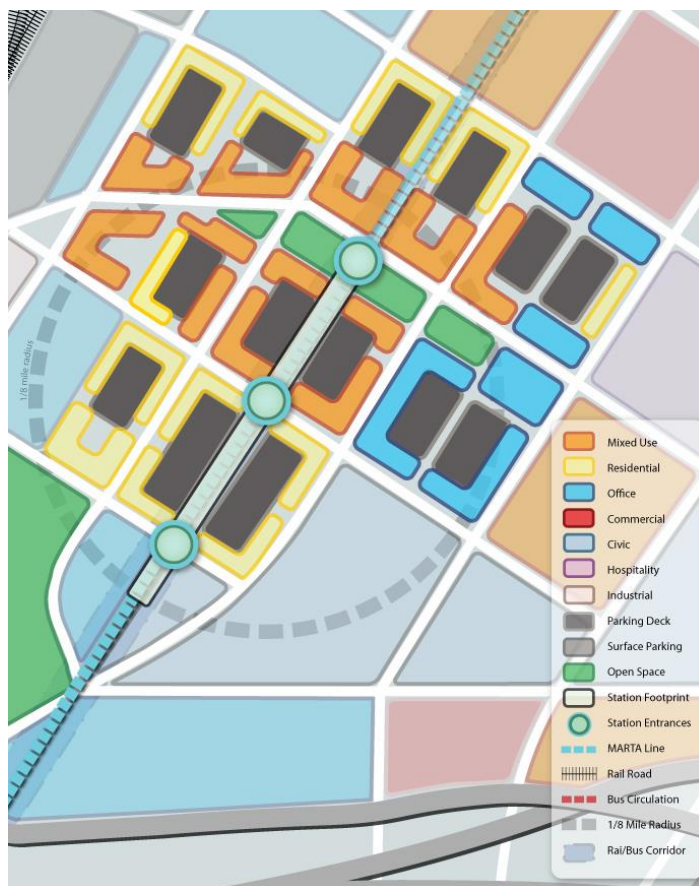 1/8 mile radius
Mixed Use
Residential
Office
Commercial
Civic
Hospitality
Industrial
Parking Deck
Surface Parking
Open Space
Station Footprint
Station Entrances
MARTA Line
Rail Road
Bus Circulation
1/8 Mile Radius
Rai/Bus Corridor